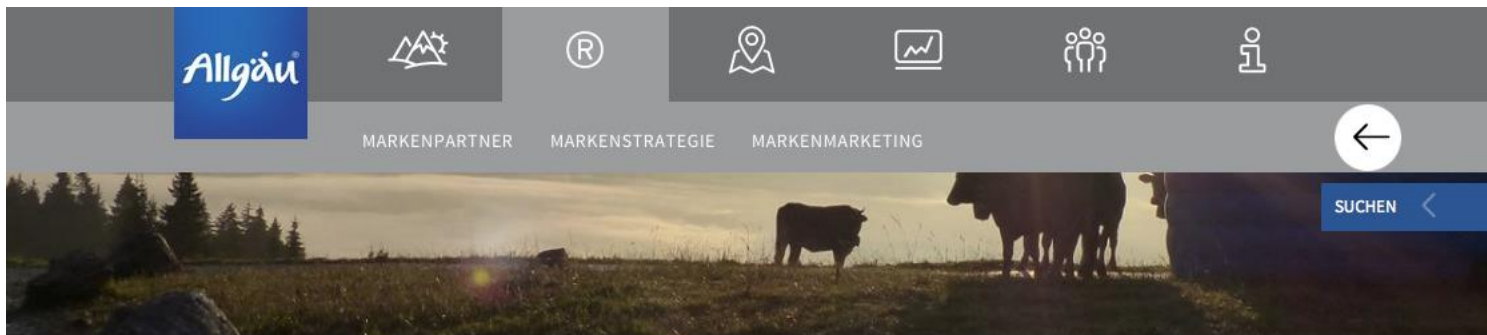 Allgäu®
®
MARKENPARTNER MARKENSTRATEGIE MARKENMARKETING
SUCHEN